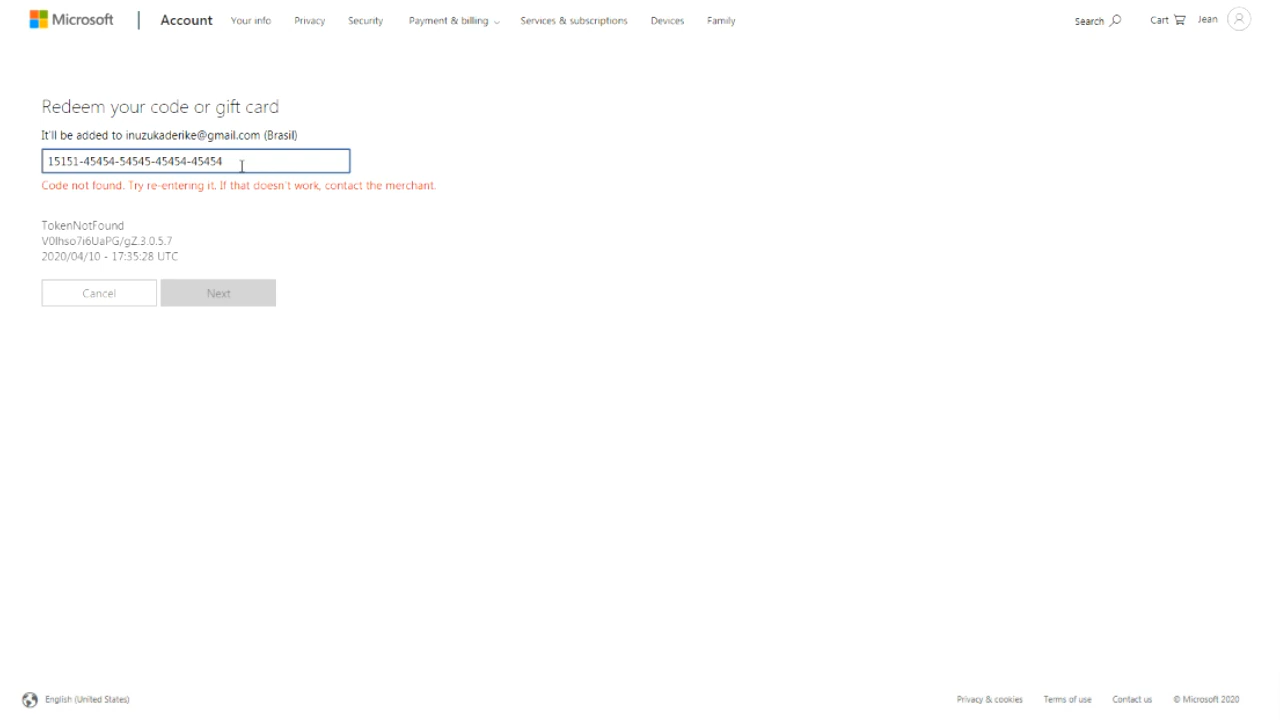 Microsoft | Account Your info Privacy Security Payment & billing Services & subscriptions Devices Family Search Cart Jean
Redeem your code or gift card
It'll be added to inuzukaderike@gmail.com (Brasil)
15151-45454-54545-45454-45454
Code not found. Try re-entering it. If that doesn't work, contact the merchant.
TokenNotFound
V0lhso7i6UaPG/gZ.3.0.5.7
2020/04/10 - 17:35:28 UTC
Cancel Next
English (United States) Privacy & cookies Terms of use Contact us © Microsoft 2020